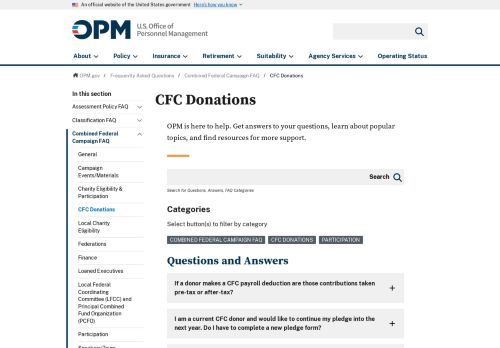 An official website of the United States government Here's how you know
OPM U.S. Office of
Personnel Management
About Policy Insurance Retirement Suitability Agency Services Operating Status
OPM.gov / Frequently Asked Questions / Combined Federal Campaign FAQ / CFC Donations
In this section
Assessment Policy FAQ
Classification FAQ
Combined Federal
Campaign FAQ
General
Campaign
Events/Materials
Charity Eligibility &
Participation
CFC Donations
Local Charity
Eligibility
Federations
Finance
Loaned Executives
Local Federal
Coordinating
Committee (LFCC) and
Principal Combined
Fund Organization
(PCFO)
Participation
CFC Donations
OPM is here to help. Get answers to your questions, learn about popular
topics, and find resources for more support.
Search
Search for Questions, Answers, FAQ Categories
Categories
Select button(s) to filter by category
COMBINED FEDERAL CAMPAIGN FAQ CFC DONATIONS PARTICIPATION
Questions and Answers
If a donor makes a CFC payroll deduction are those contributions taken
pre-tax or after-tax?
I am a current CFC donor and would like to continue my pledge into the
next year. Do I have to complete a new pledge form?